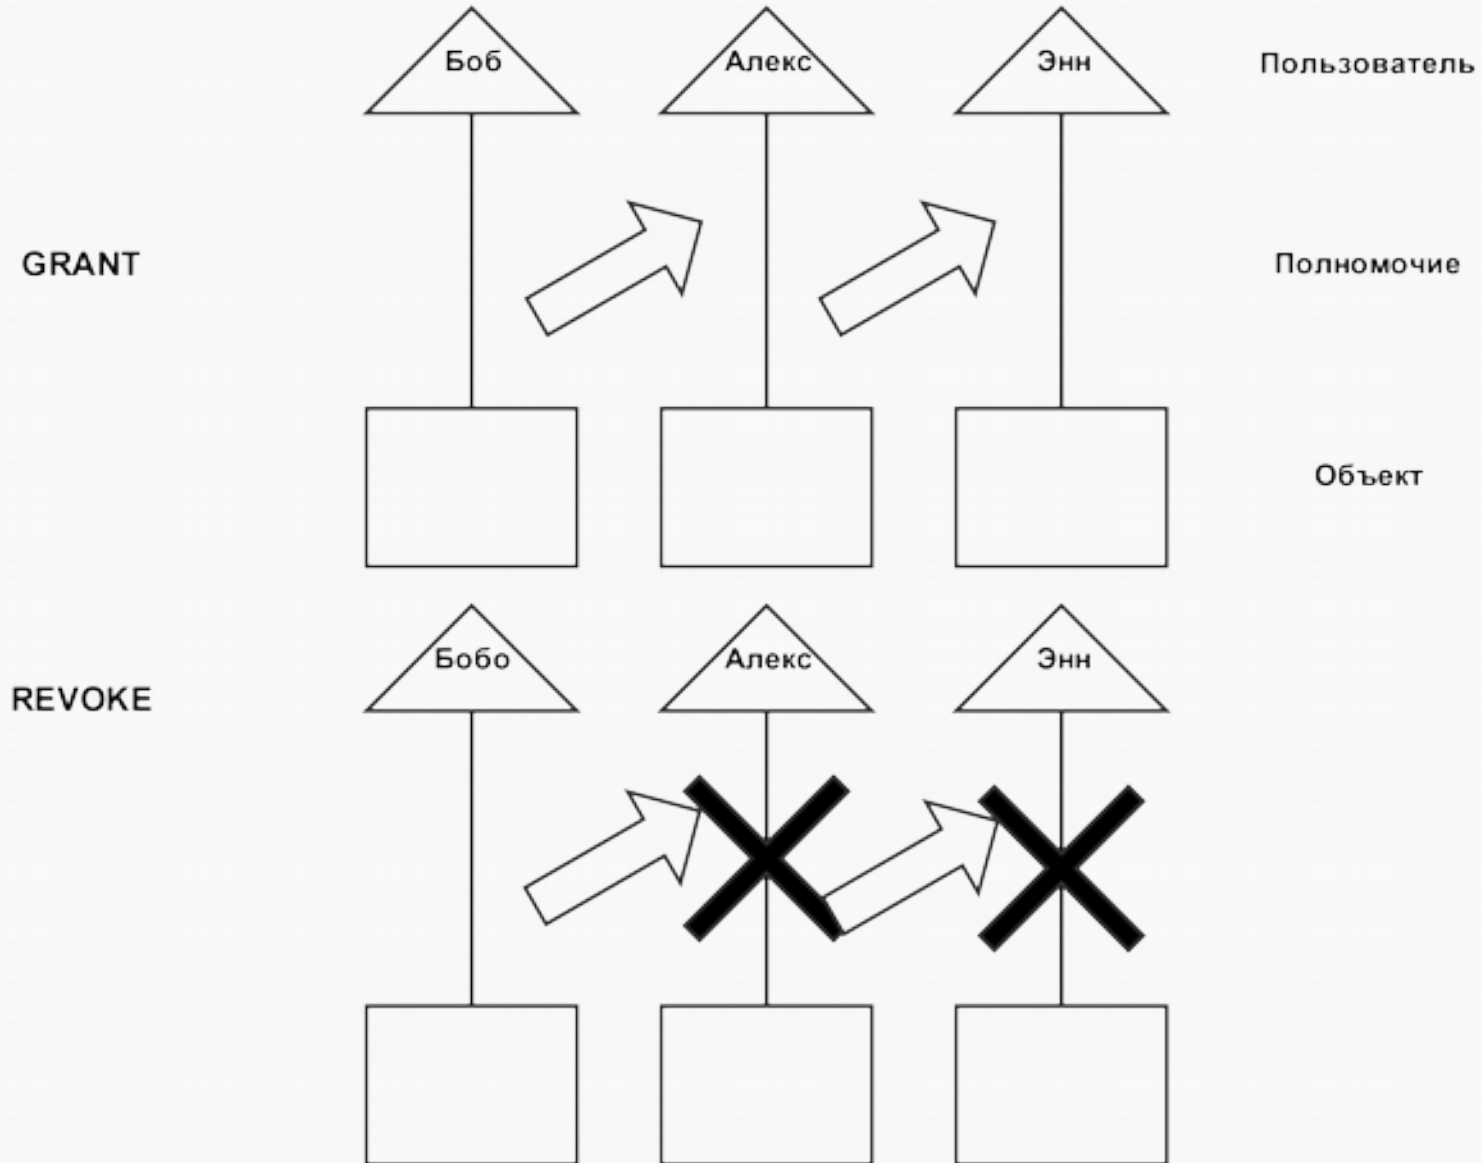 Боб
Алекс
Энн
Пользователь
GRANT
Полномочие
Объект
Бобо
Алекс
Энн
REVOKE